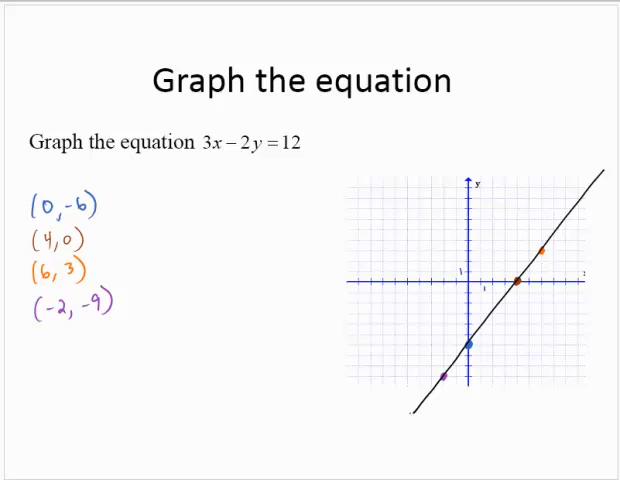 Graph the equation
Graph the equation 3x − 2y = 12
(0, -6)
(4, 0)
(6, 3)
(-2, -9)
y
1
1